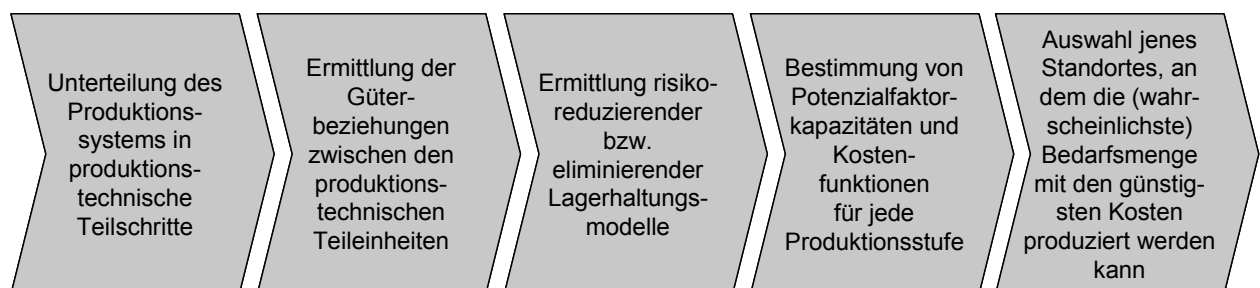 Unterteilung des
Produktions-
systems in
produktions-
technische
Teilschritte
Ermittlung der
Güter-
beziehungen
zwischen den
produktions-
technischen
Teileinheiten
Ermittlung risiko-
reduzierender
bzw.
eliminierender
Lagerhaltungs-
modelle
Bestimmung von
Potenzialfaktor-
kapazitäten und
Kosten-
funktionen
für jede
Produktionsstufe
Auswahl jenes
Standortes, an
dem die (wahr-
scheinlichste)
Bedarfsmenge
mit den günstig-
sten Kosten
produziert werden
kann